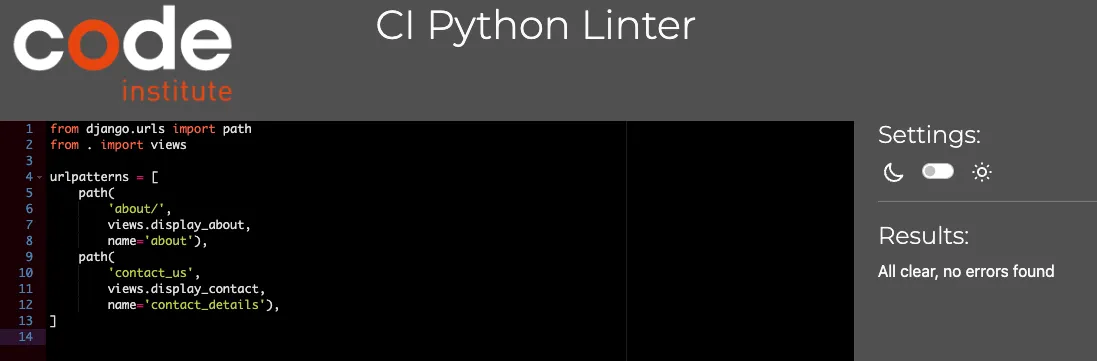 code
institute
CI Python Linter
1 from django.urls import path
2 from . import views
3
4 urlpatterns = [
5     path(
6         'about/',
7         views.display_about,
8         name='about'),
9     path(
10         'contact_us',
11         views.display_contact,
12         name='contact_details'),
13 ]
14
Settings:
Results:
All clear, no errors found